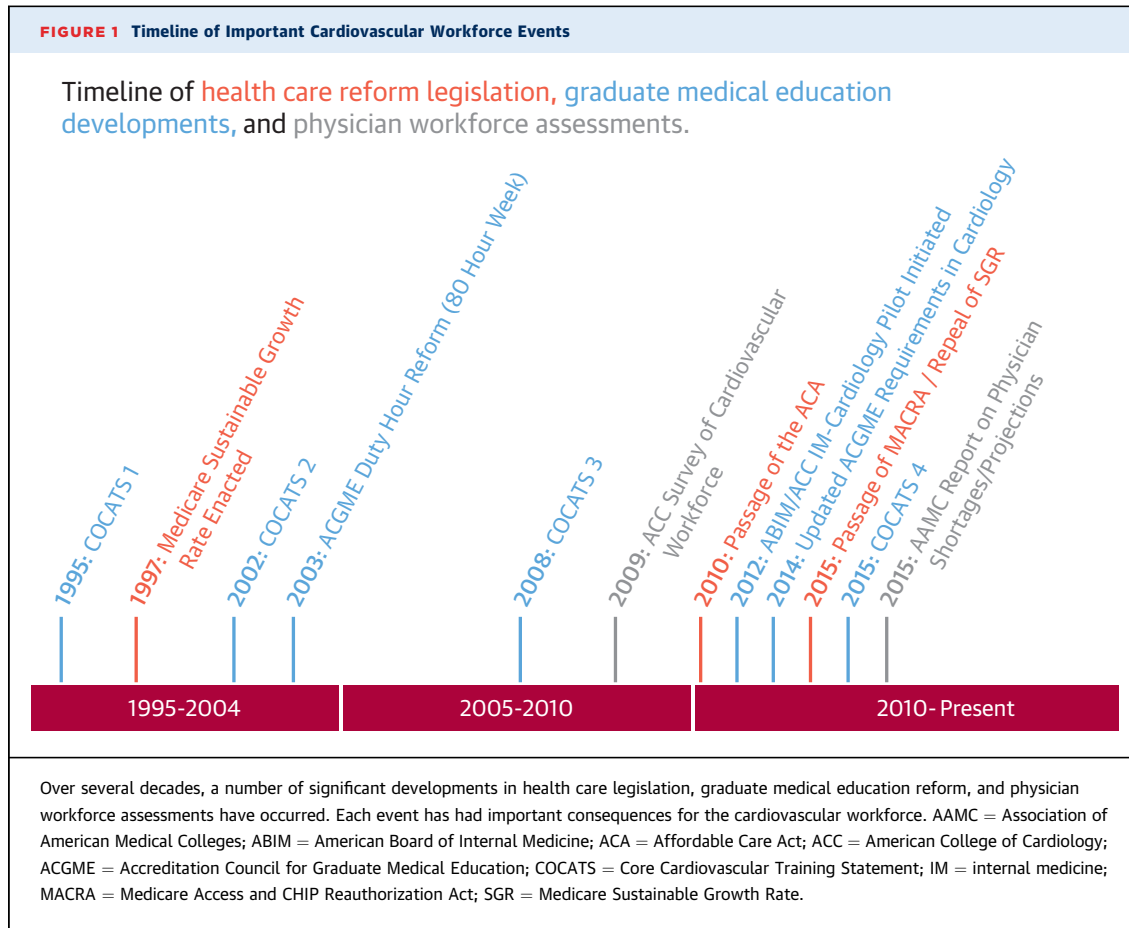 FIGURE 1 Timeline of Important Cardiovascular Workforce Events
Timeline of health care reform legislation, graduate medical education
developments, and physician workforce assessments.
1995: COCATS 1
1997: Medicare Sustainable Growth
Rate Enacted
2002: COCATS 2
2003: ACGME Duty Hour Reform (80 Hour Week)
2008: COCATS 3
2009: ACC Survey of Cardiovascular
Workforce
2010: Passage of the ACA
2012: ABIM/ACC IM-Cardiology Pilot Initiated
2014: Updated ACGME Requirements in Cardiology
2015: Passage of MACRA / Repeal of SGR
2015: COCATS 4
2015: AAMC Report on Physician
Shortages/Projections
1995-2004
2005-2010
2010- Present
Over several decades, a number of significant developments in health care legislation, graduate medical education reform, and physician
workforce assessments have occurred. Each event has had important consequences for the cardiovascular workforce. AAMC = Association of
American Medical Colleges; ABIM = American Board of Internal Medicine; ACA = Affordable Care Act; ACC = American College of Cardiology;
ACGME = Accreditation Council for Graduate Medical Education; COCATS = Core Cardiovascular Training Statement; IM = internal medicine;
MACRA = Medicare Access and CHIP Reauthorization Act; SGR = Medicare Sustainable Growth Rate.